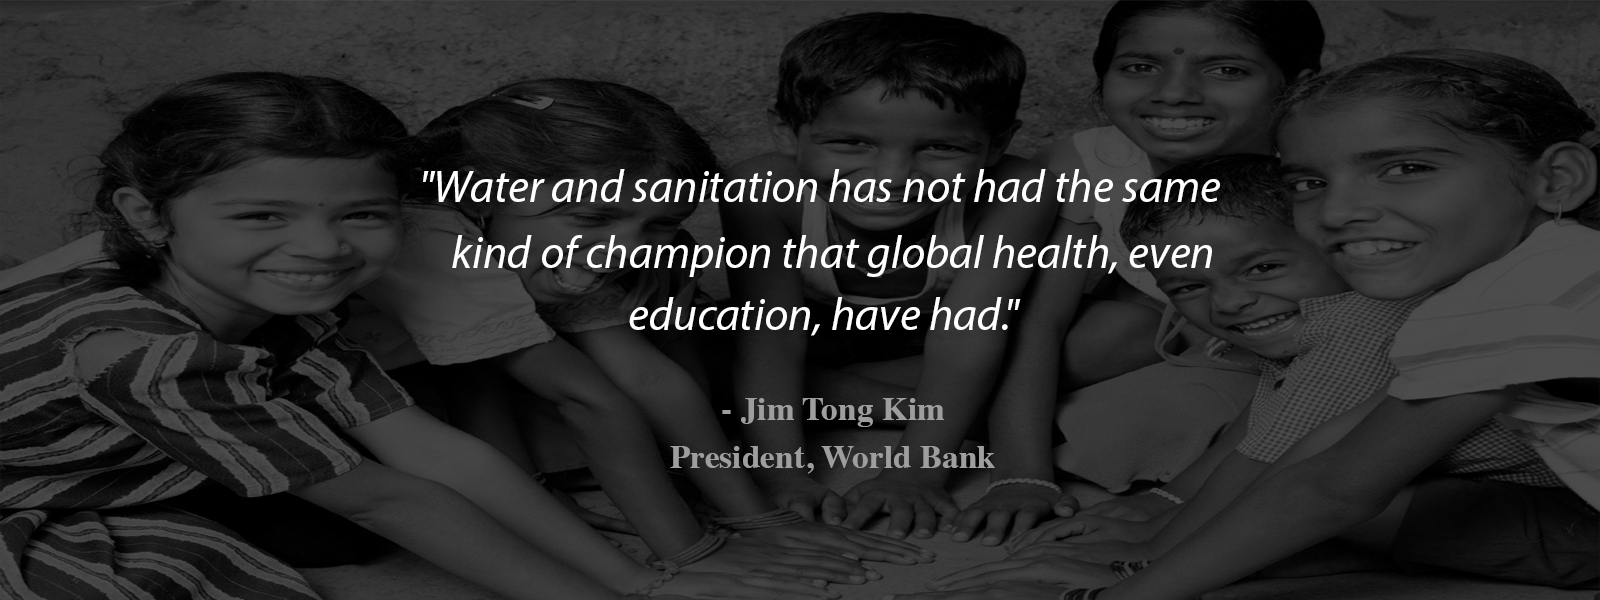 "Water and sanitation has not had the same
kind of champion that global health, even
education, have had."
- Jim Tong Kim
President, World Bank